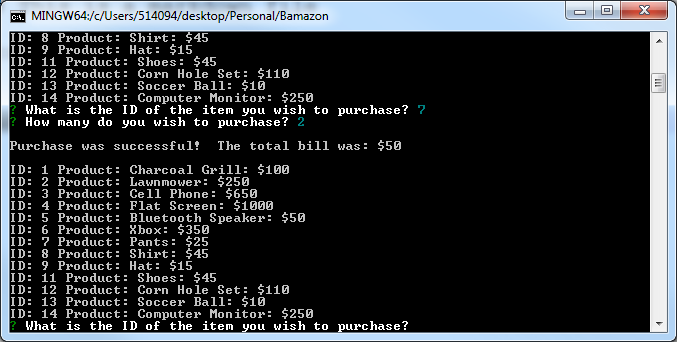 MINGW64:/c/Users/514094/desktop/Personal/Bamazon
ID: 8 Product: Shirt: $45
ID: 9 Product: Hat: $15
ID: 11 Product: Shoes: $45
ID: 12 Product: Corn Hole Set: $110
ID: 13 Product: Soccer Ball: $10
ID: 14 Product: Computer Monitor: $250
? What is the ID of the item you wish to purchase? 7
? How many do you wish to purchase? 2
Purchase was successful!  The total bill was: $50
ID: 1 Product: Charcoal Grill: $100
ID: 2 Product: Lawnmower: $250
ID: 3 Product: Cell Phone: $650
ID: 4 Product: Flat Screen: $1000
ID: 5 Product: Bluetooth Speaker: $50
ID: 6 Product: Xbox: $350
ID: 7 Product: Pants: $25
ID: 8 Product: Shirt: $45
ID: 9 Product: Hat: $15
ID: 11 Product: Shoes: $45
ID: 12 Product: Corn Hole Set: $110
ID: 13 Product: Soccer Ball: $10
ID: 14 Product: Computer Monitor: $250
? What is the ID of the item you wish to purchase?